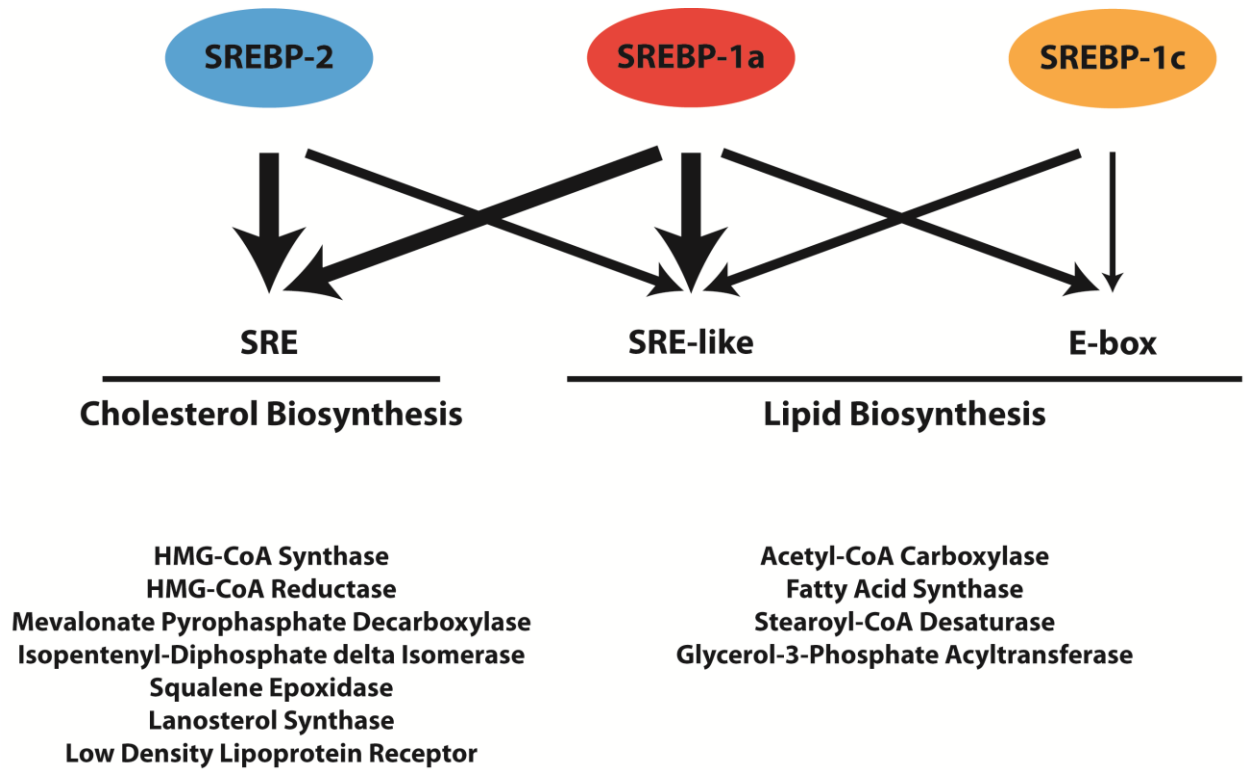 SREBP-2
SREBP-1a
SREBP-1c
SRE
SRE-like
E-box
Cholesterol Biosynthesis
Lipid Biosynthesis
HMG-CoA Synthase
HMG-CoA Reductase
Mevalonate Pyrophasphate Decarboxylase
Isopentenyl-Diphosphate delta Isomerase
Squalene Epoxidase
Lanosterol Synthase
Low Density Lipoprotein Receptor
Acetyl-CoA Carboxylase
Fatty Acid Synthase
Stearoyl-CoA Desaturase
Glycerol-3-Phosphate Acyltransferase